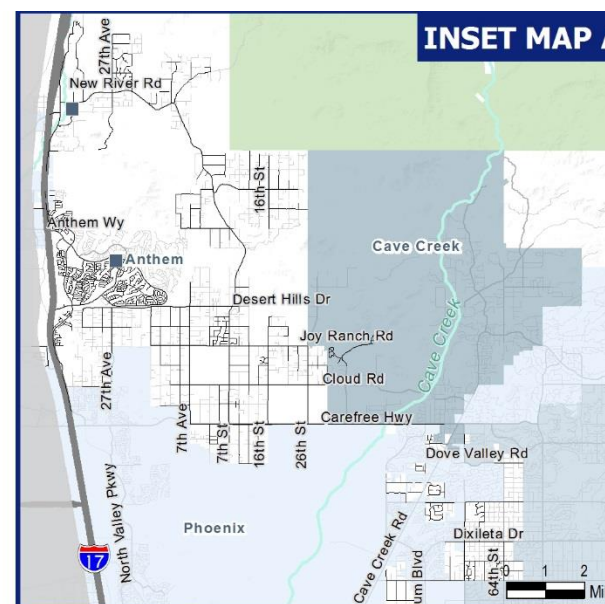 INSET MAP A
27th Ave
New River Rd
16th St
Anthem Wy
Anthem
Cave Creek
Cave Creek
Desert Hills Dr
Joy Ranch Rd
Cloud Rd
Carefree Hwy
27th Ave
7th Ave
7th St
16th St
26th St
Dove Valley Rd
North Valley Pkwy
Phoenix
Cave Creek Rd
Dixileta Dr
64th St
17
0 1 2
Mi